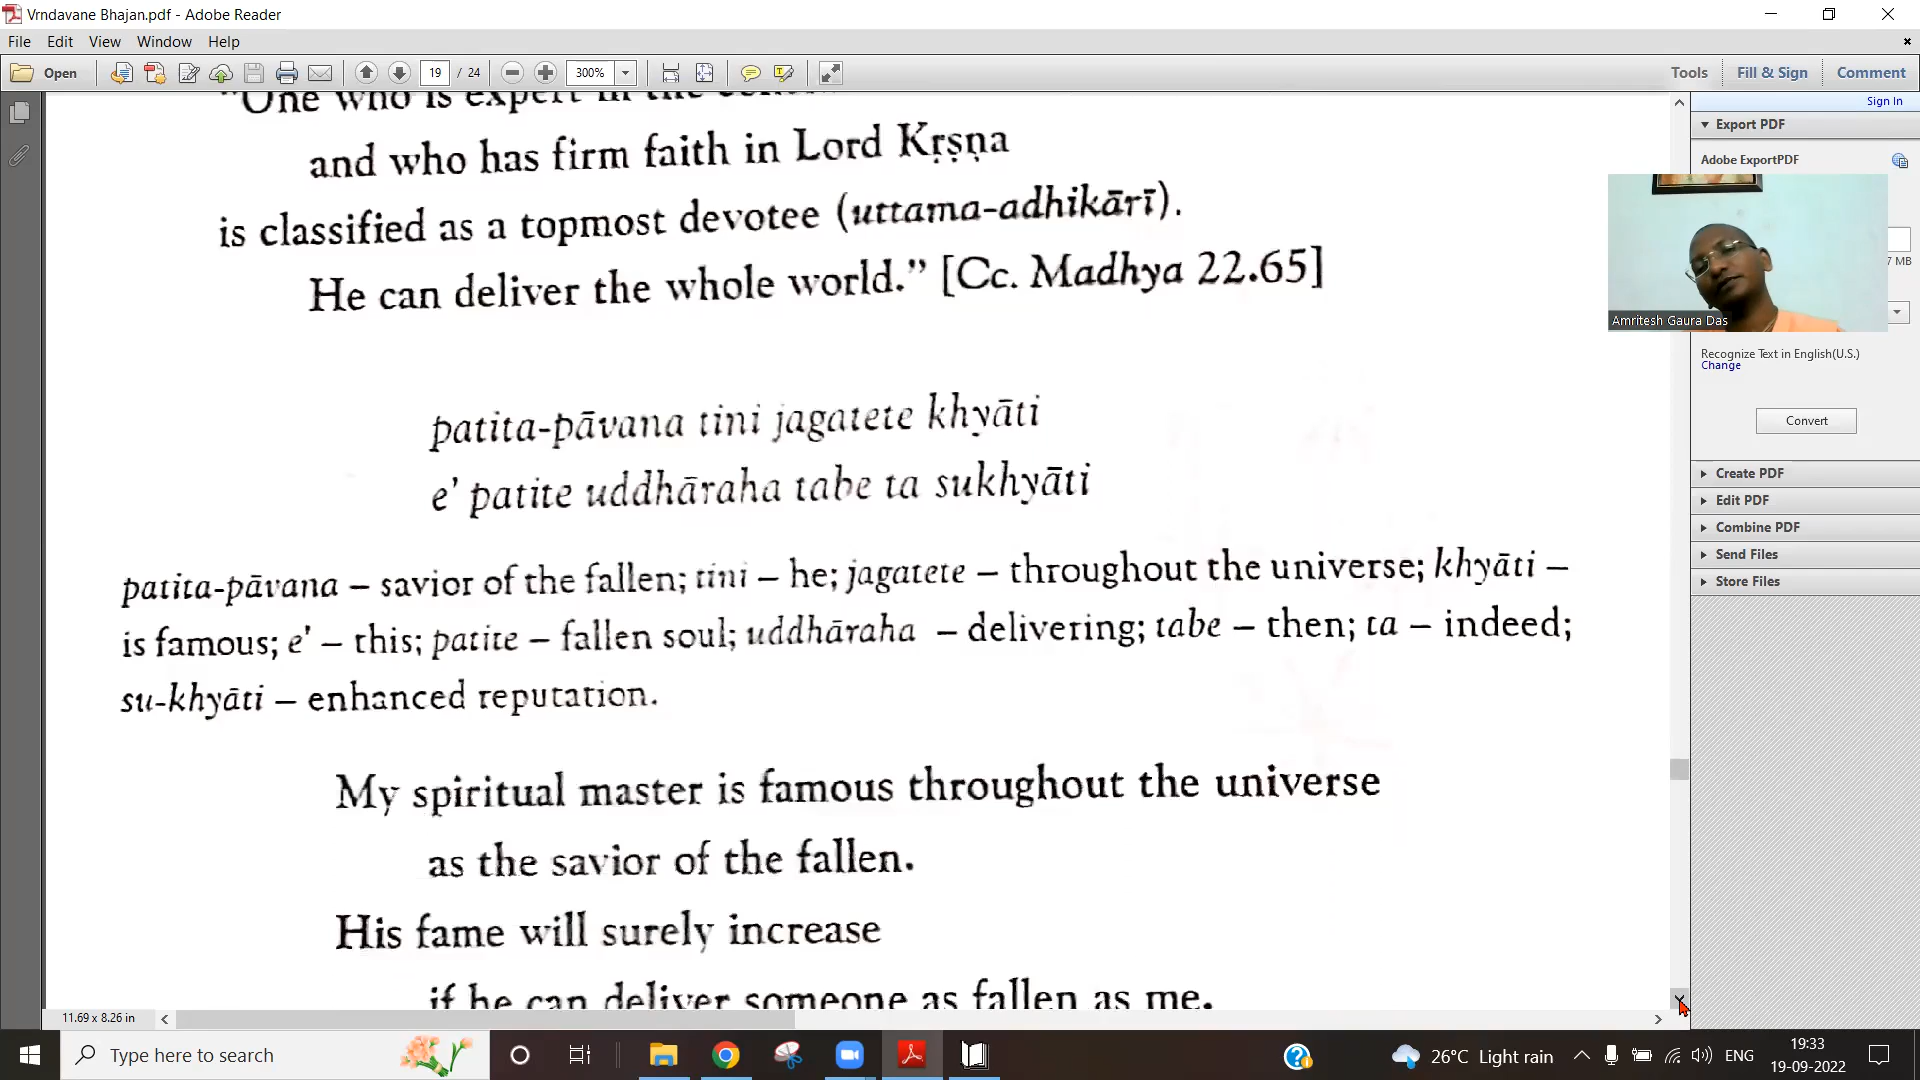 Vrndavane Bhajan.pdf - Adobe Reader
File Edit View Window Help
Open 19 / 24 300% Tools Fill & Sign Comment
Sign In
Export PDF
Adobe ExportPDF
7 MB
Amritesh Gaura Das
Recognize Text in English(U.S.)
Change
Convert
Create PDF
Edit PDF
Combine PDF
Send Files
Store Files
"One who is expert in the
and who has firm faith in Lord Kṛṣṇa
is classified as a topmost devotee (uttama-adhikārī).
He can deliver the whole world." [Cc. Madhya 22.65]
patita-pāvana tini jagatete khyāti
e' patite uddhāraha tabe ta sukhyāti
patita-pāvana – savior of the fallen; tini – he; jagatete – throughout the universe; khyāti –
is famous; e' – this; patite – fallen soul; uddhāraha – delivering; tabe – then; ta – indeed;
su-khyāti – enhanced reputation.
My spiritual master is famous throughout the universe
as the savior of the fallen.
His fame will surely increase
if he can deliver someone as fallen as me.
11.69 x 8.26 in
Type here to search
26°C Light rain
ENG
19:33
19-09-2022